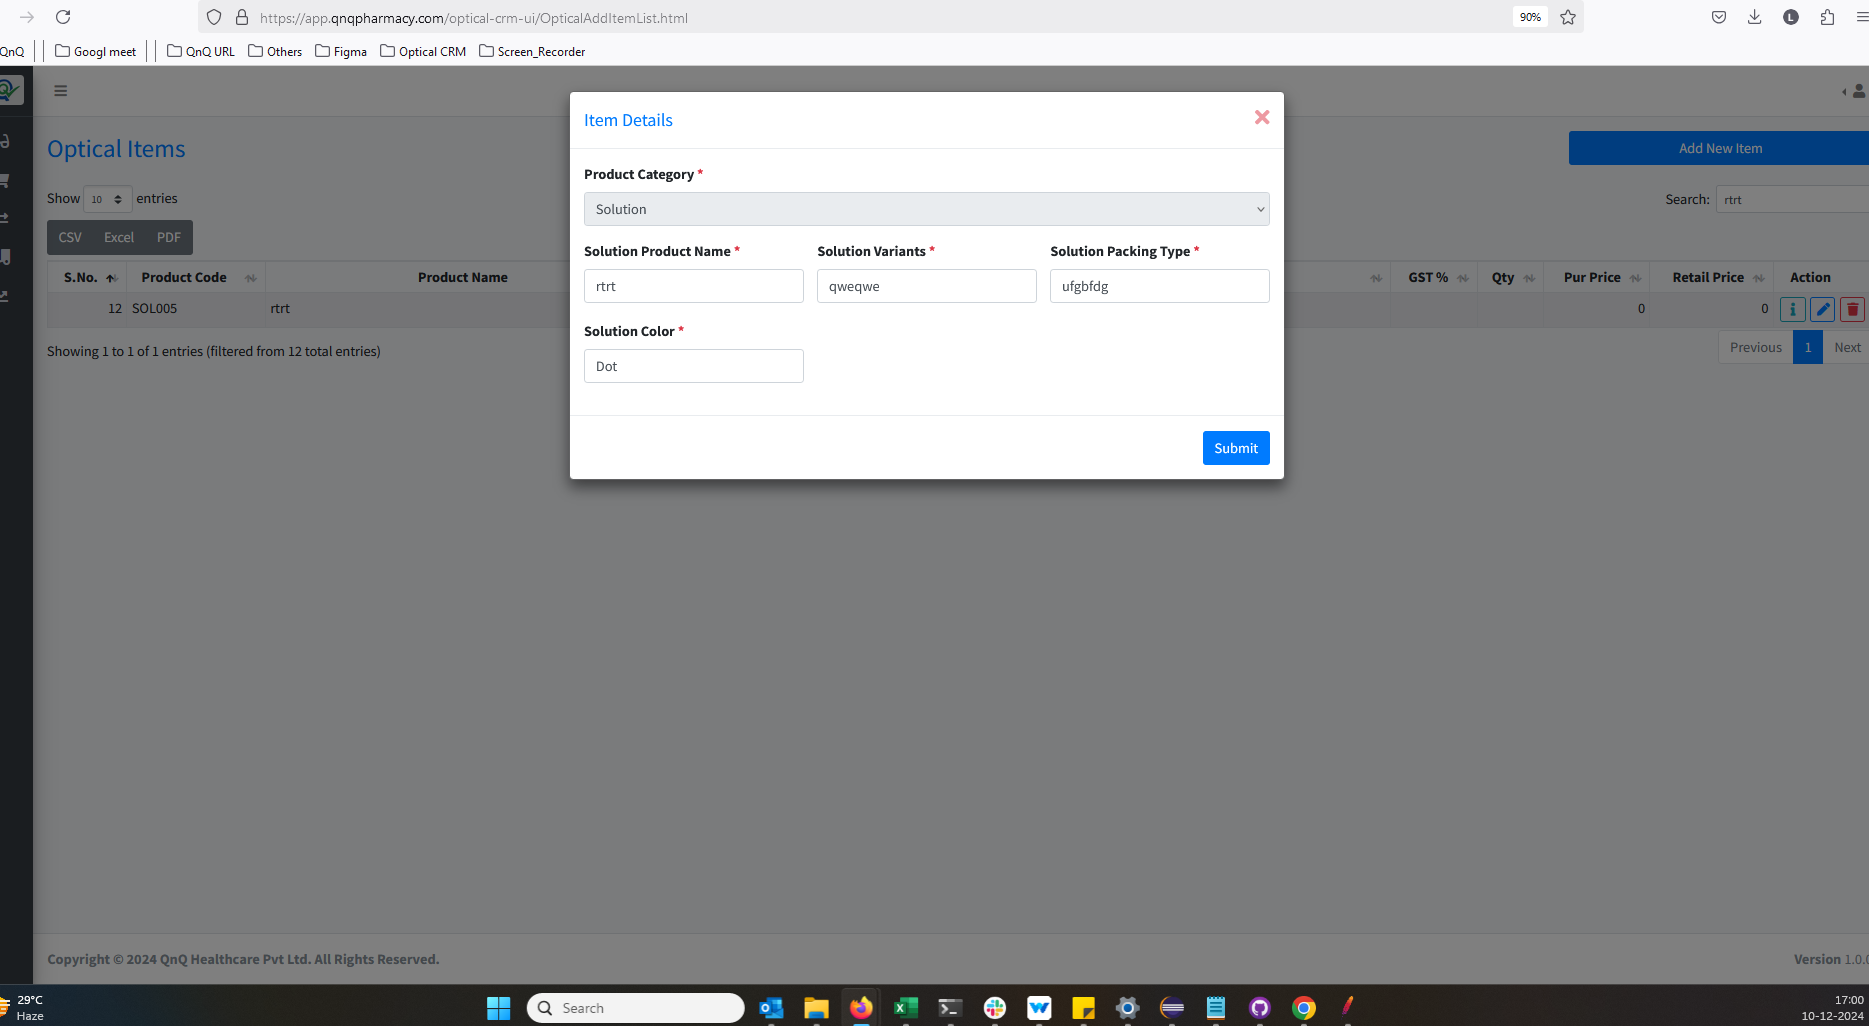 https://app.qnqpharmacy.com/optical-crm-ui/OpticalAddItemList.html
90%
L
QnQ
Googl meet
QnQ URL
Others
Figma
Optical CRM
Screen_Recorder
Item Details
Optical Items
Add New Item
Product Category *
Solution
Show 10 entries
Search: rtrt
CSV Excel PDF
Solution Product Name * Solution Variants * Solution Packing Type *
rtrt qweqwe ufgbfdg
S.No. Product Code Product Name GST % Qty Pur Price Retail Price Action
12 SOL005 rtrt 0 0
Solution Color *
Dot
Showing 1 to 1 of 1 entries (filtered from 12 total entries)
Previous 1 Next
Submit
Copyright © 2024 QnQ Healthcare Pvt Ltd. All Rights Reserved.
Version 1.0.0
29°C
Haze
Search
17:00
10-12-2024